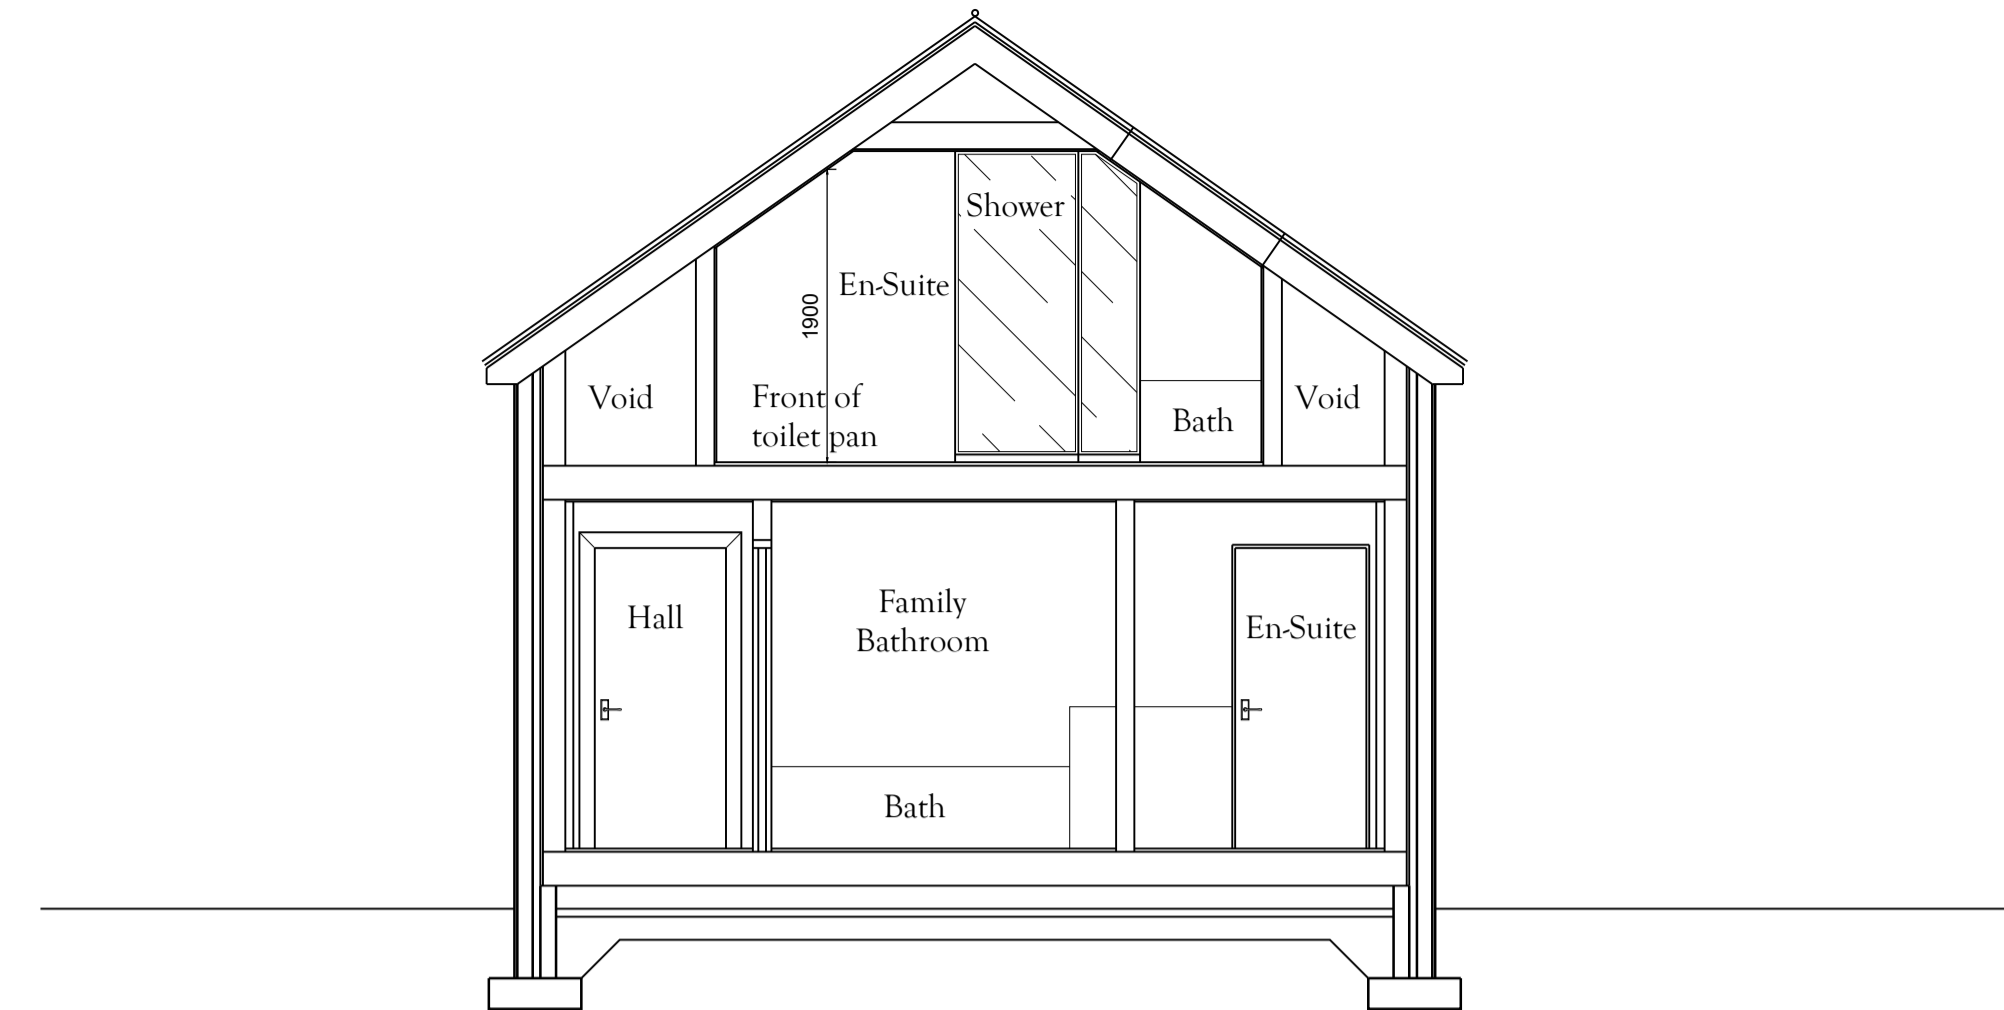 Shower
En-Suite
1900
Void
Front of
toilet pan
Bath
Void
Hall
Family
Bathroom
En-Suite
Bath